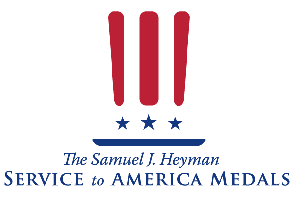 The Samuel J. Heyman
SERVICE to AMERICA MEDALS